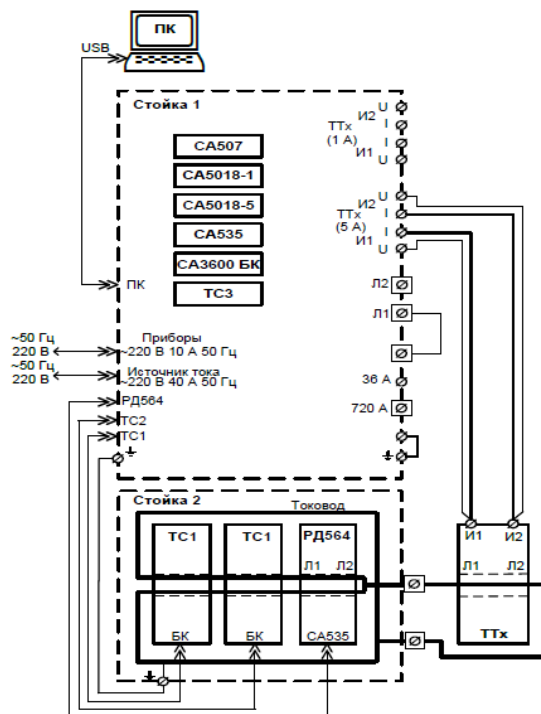 ПК
USB
Стойка 1
U
И2
I
ТТх
(1 А)
I
И1
U
СА507
СА5018-1
СА5018-5
СА535
СА3600 БК
ТС3
U
И2
I
ТТх
(5 А)
I
И1
U
ПК
Л2
Л1
~50 Гц
220 В
Приборы
~220 В 10 А 50 Гц
~50 Гц
220 В
Источник тока
~220 В 40 А 50 Гц
36 А
РД564
720 А
ТС2
ТС1
Стойка 2
Токовод
ТС1
ТС1
РД564
Л1 Л2
БК
БК
СА535
И1 И2
Л1 Л2
ТТх